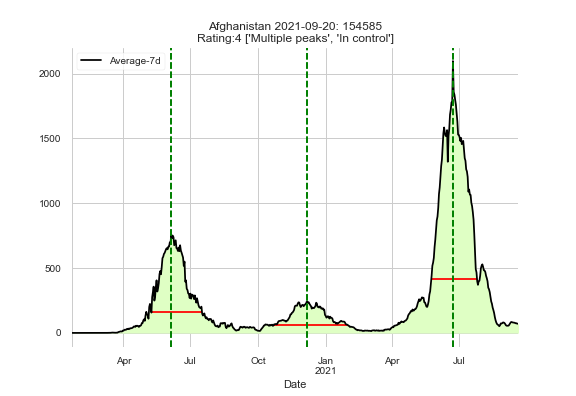 Afghanistan 2021-09-20: 154585
Rating:4 ['Multiple peaks', 'In control']
Average-7d
2000
1500
1000
500
0
Apr Jul Oct Jan Apr Jul
2021
Date